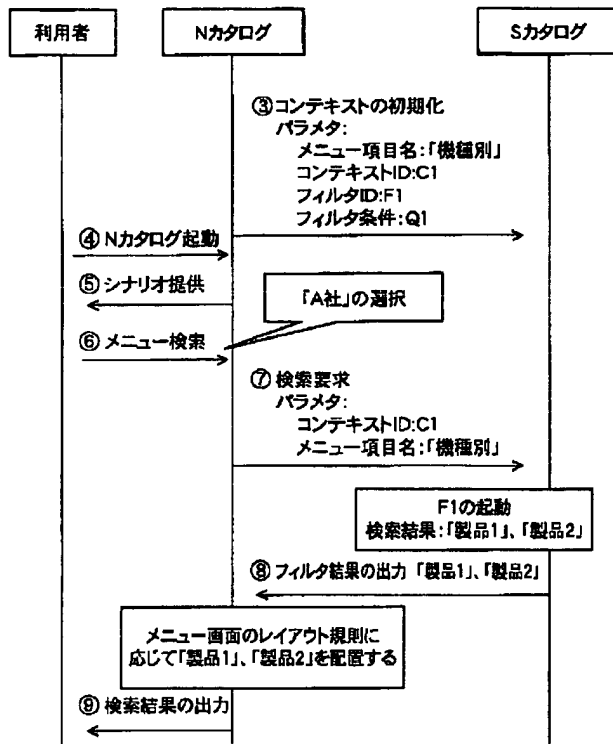 利用者
Nカタログ
Sカタログ
③コンテキストの初期化
パラメタ:
メニュー項目名:「機種別」
コンテキストID:C1
フィルタID:F1
フィルタ条件:Q1
④Nカタログ起動
⑤シナリオ提供
「A社」の選択
⑥メニュー検索
⑦検索要求
パラメタ:
コンテキストID:C1
メニュー項目名:「機種別」
F1の起動
検索結果:「製品1」、「製品2」
⑧フィルタ結果の出力 「製品1」、「製品2」
メニュー画面のレイアウト規則に
応じて「製品1」、「製品2」を配置する
⑨検索結果の出力